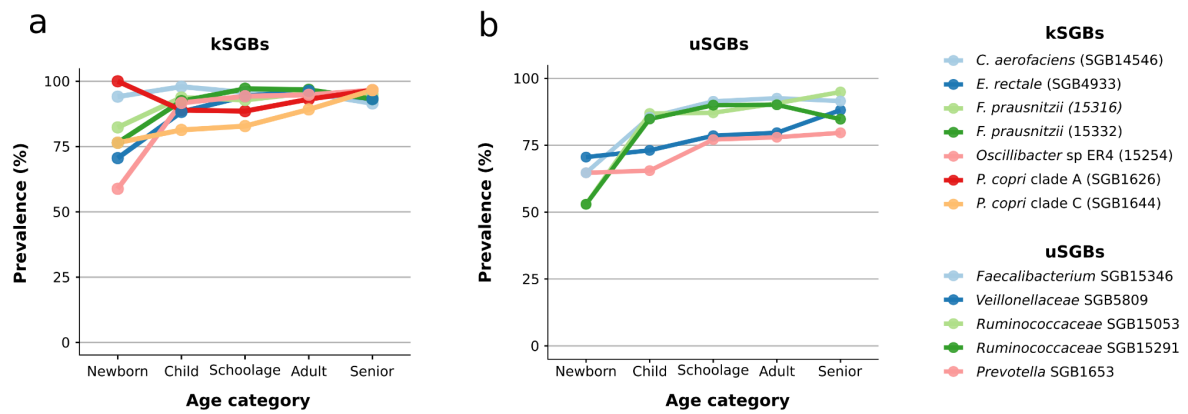 a
kSGBs
Prevalence (%)
100
75
50
25
0
Newborn Child Schoolage Adult Senior
Age category
b
uSGBs
Prevalence (%)
100
75
50
25
0
Newborn Child Schoolage Adult Senior
Age category
kSGBs
C. aerofaciens (SGB14546)
E. rectale (SGB4933)
F. prausnitzii (15316)
F. prausnitzii (15332)
Oscillibacter sp ER4 (15254)
P. copri clade A (SGB1626)
P. copri clade C (SGB1644)
uSGBs
Faecalibacterium SGB15346
Veillonellaceae SGB5809
Ruminococcaceae SGB15053
Ruminococcaceae SGB15291
Prevotella SGB1653